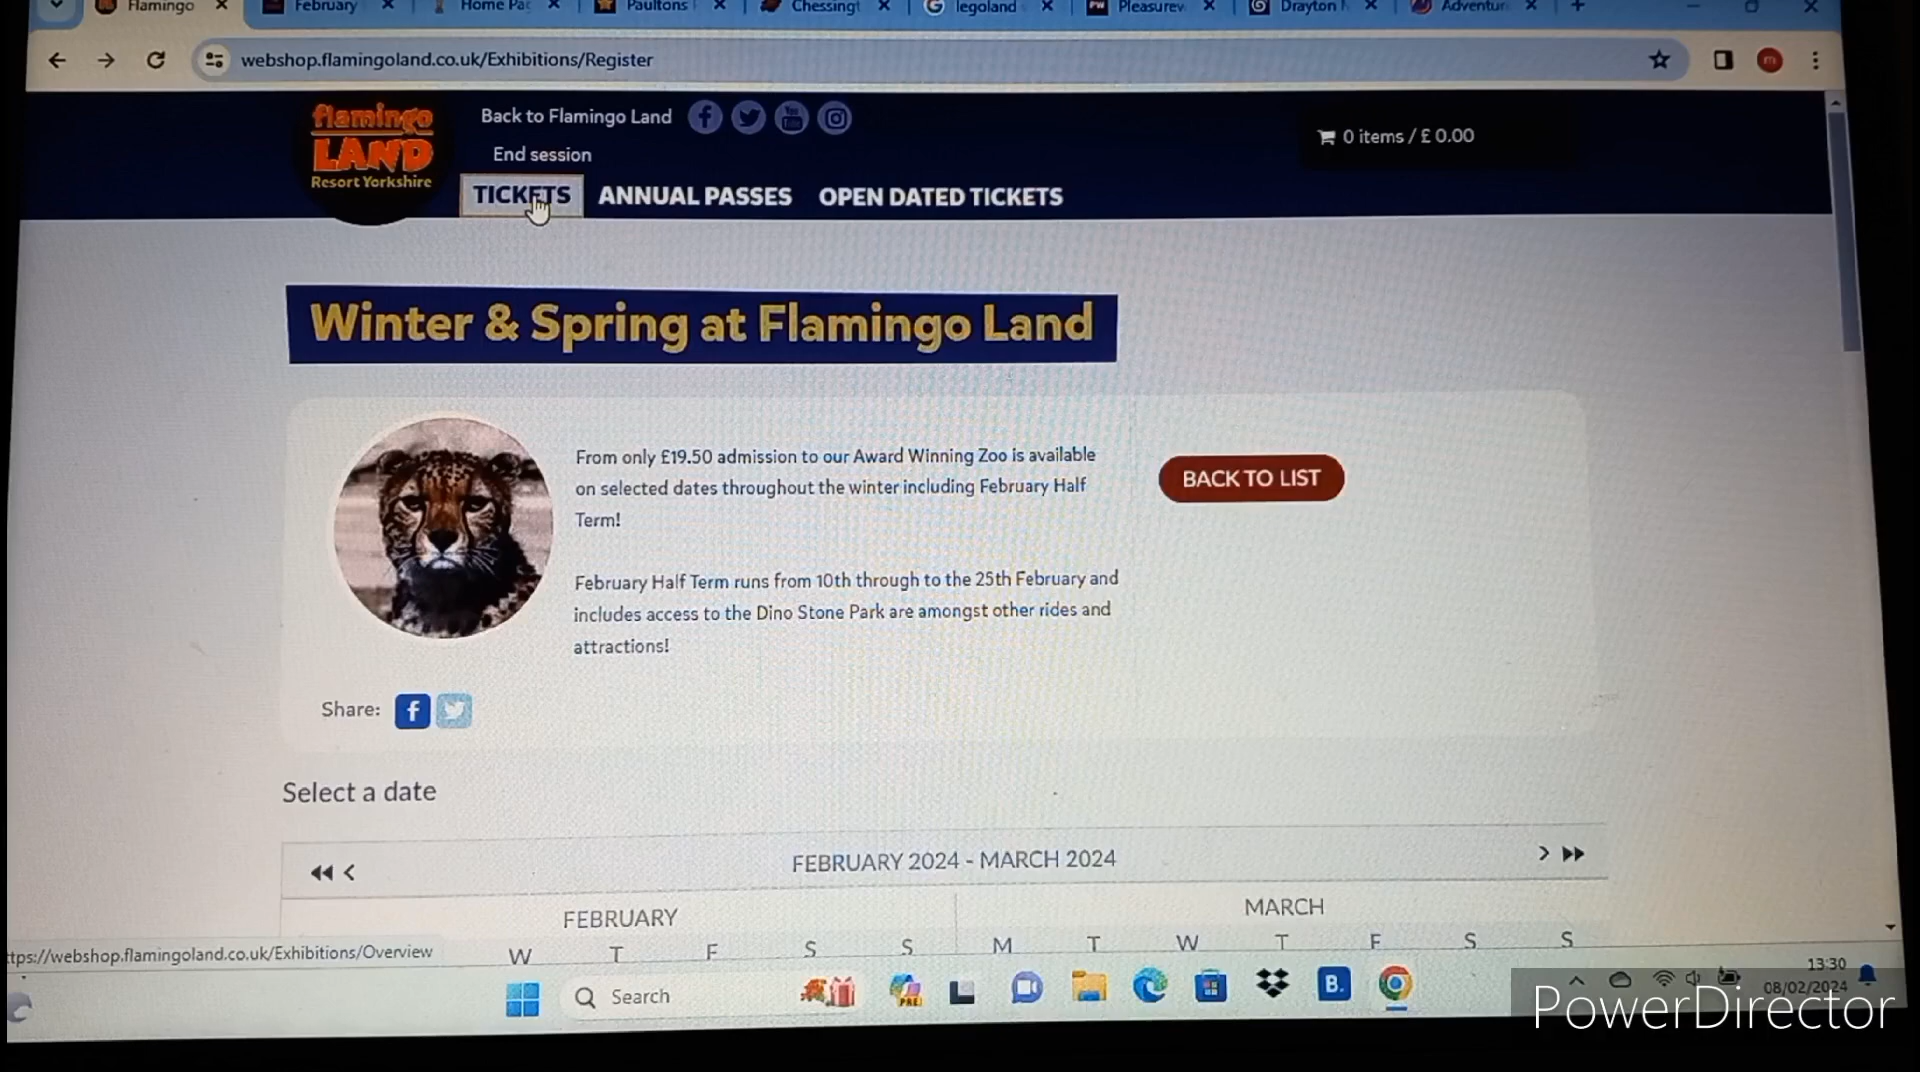 Flamingo
February
Home Pac
Paultons
Chessingt
legoland
Pleasurev
Drayton
Adventur
webshop.flamingoland.co.uk/Exhibitions/Register
flamingo
LAND
Resort Yorkshire
Back to Flamingo Land
You
Tube
0 items / £ 0.00
End session
TICKETS ANNUAL PASSES OPEN DATED TICKETS
Winter & Spring at Flamingo Land
From only £19.50 admission to our Award Winning Zoo is available
on selected dates throughout the winter including February Half
Term!
BACK TO LIST
February Half Term runs from 10th through to the 25th February and
includes access to the Dino Stone Park are amongst other rides and
attractions!
Share:
Select a date
FEBRUARY 2024 - MARCH 2024
FEBRUARY
MARCH
W T F S S M T W T F S S
tps://webshop.flamingoland.co.uk/Exhibitions/Overview
Search
PRE
B.
13:30
08/02/2024
PowerDirector